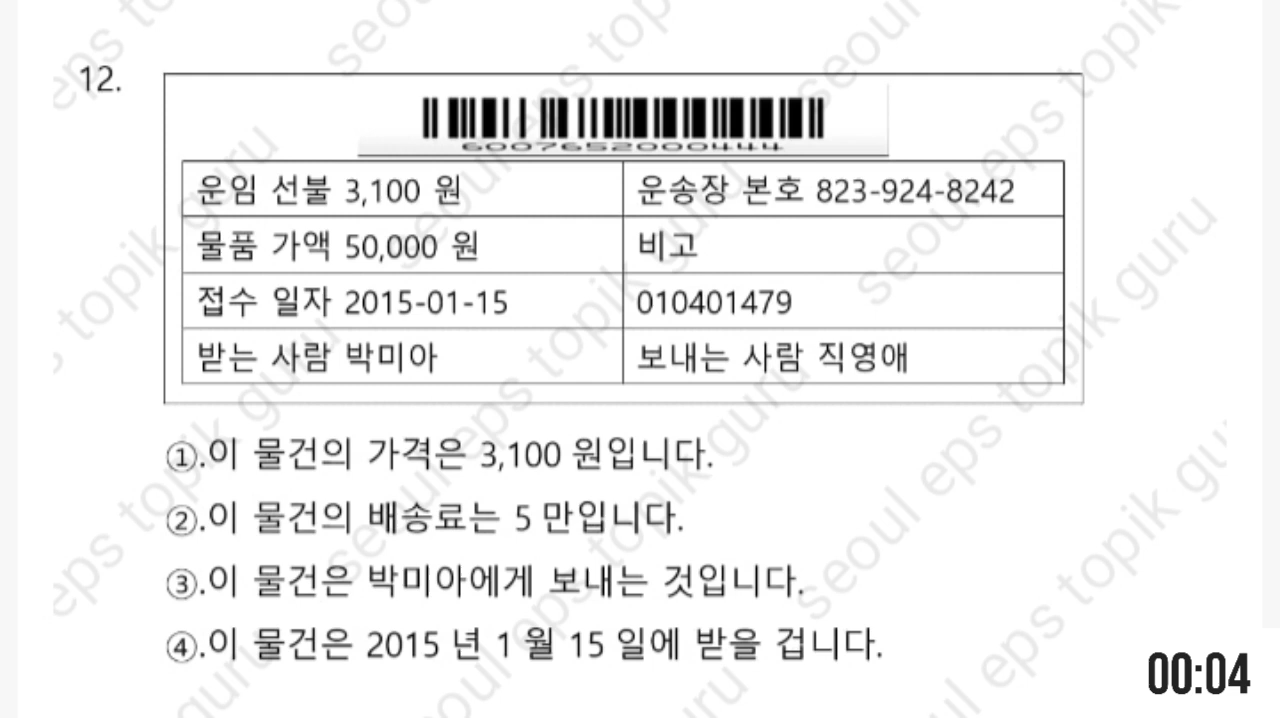 12.
6007652000444
운임 선불 3,100 원 운송장 본호 823-924-8242
물품 가액 50,000 원 비고
접수 일자 2015-01-15 010401479
받는 사람 박미아 보내는 사람 직영애
①.이 물건의 가격은 3,100 원입니다.
②.이 물건의 배송료는 5 만입니다.
③.이 물건은 박미아에게 보내는 것입니다.
④.이 물건은 2015 년 1 월 15 일에 받을 겁니다.
00:04
seoul eps topik guru